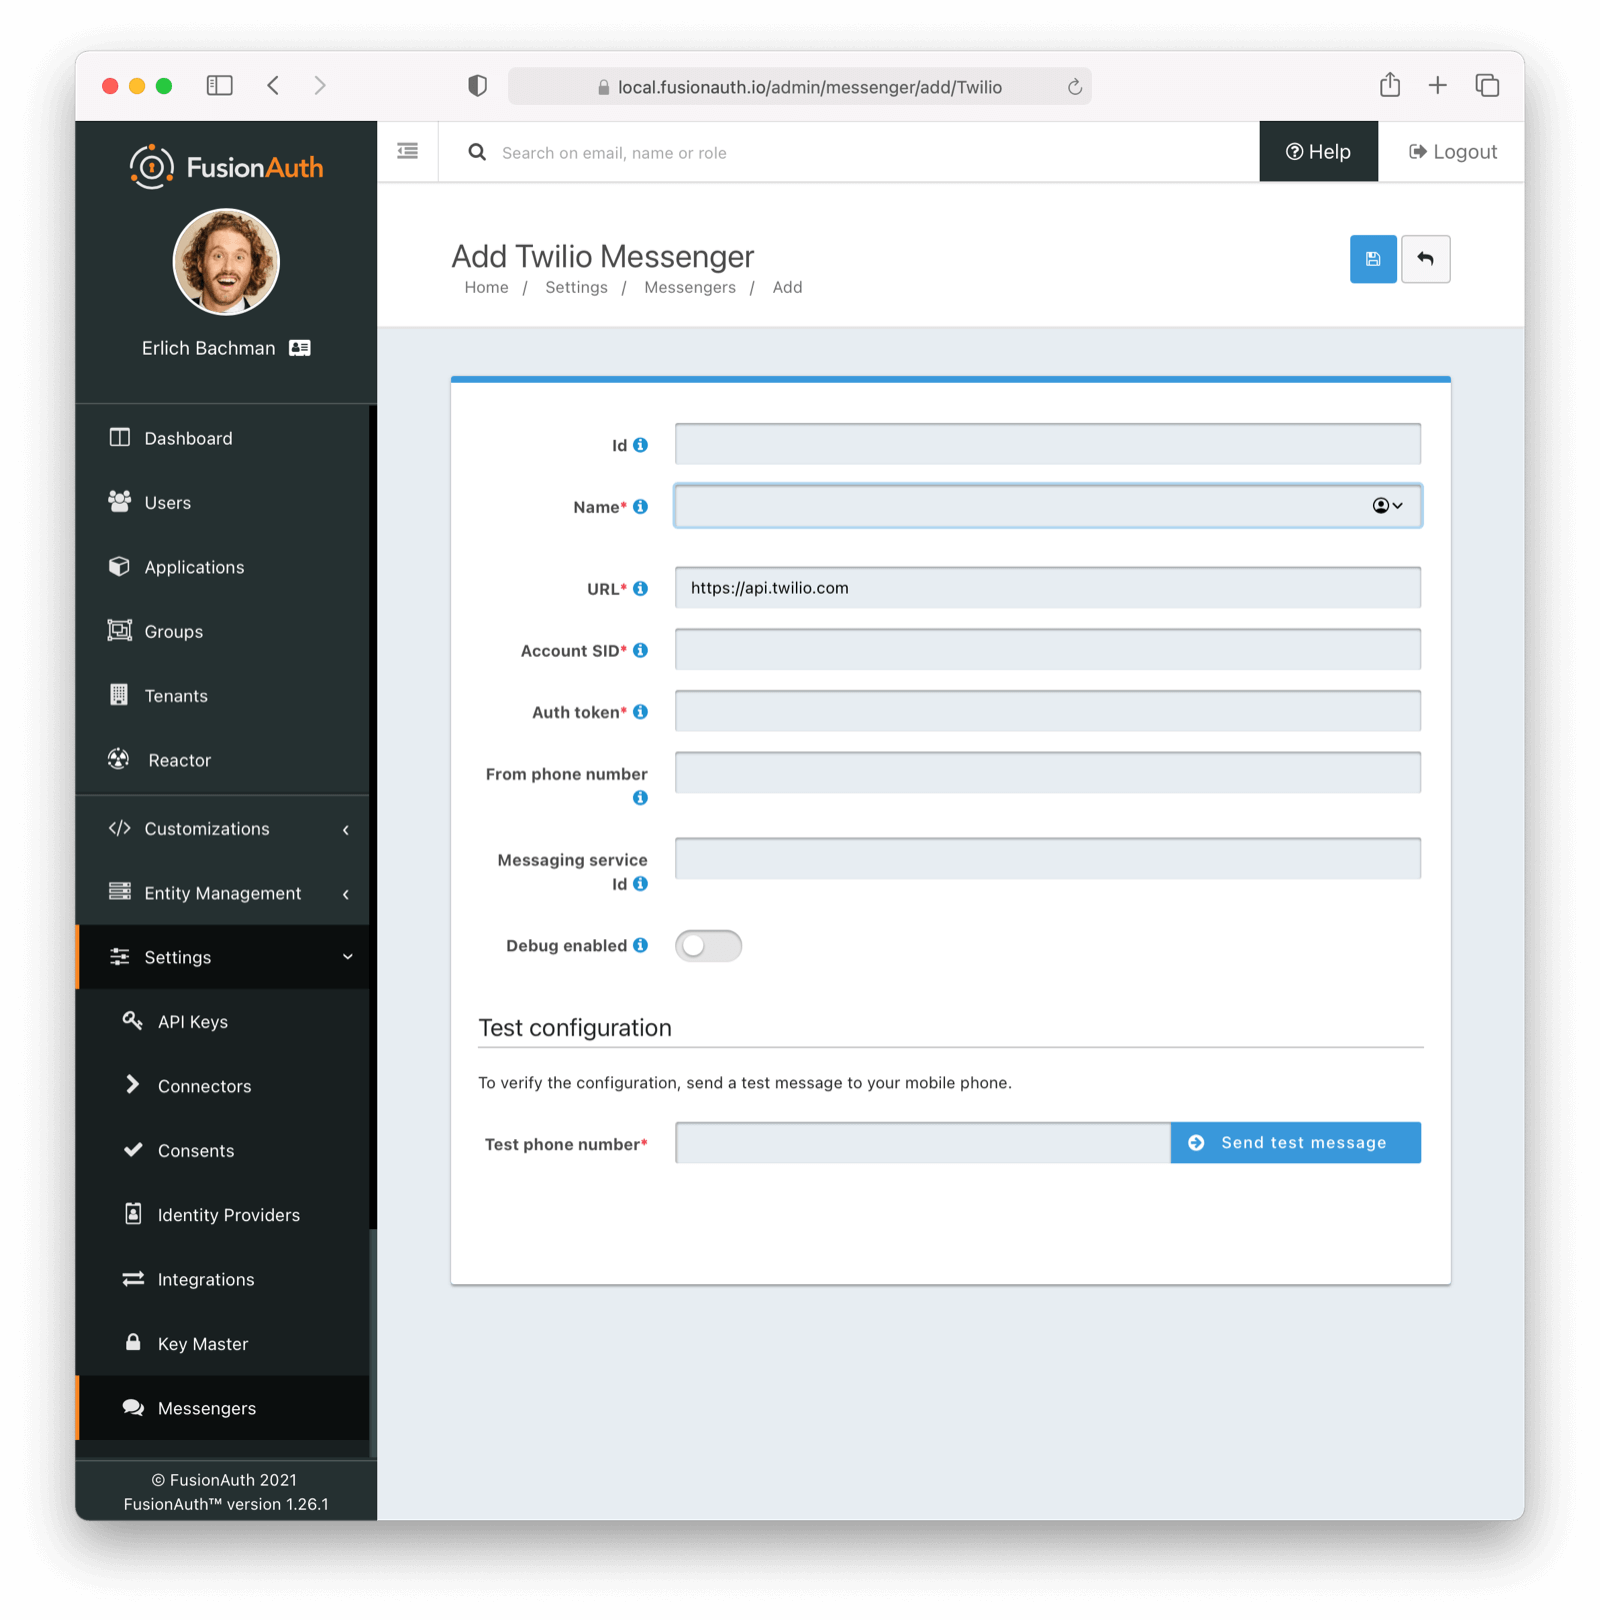 local.fusionauth.io/admin/messenger/add/Twilio
FusionAuth
Search on email, name or role
Help
Logout
Erlich Bachman
Add Twilio Messenger
Home / Settings / Messengers / Add
Dashboard
Users
Applications
Groups
Tenants
Reactor
Customizations
Entity Management
Settings
API Keys
Connectors
Consents
Identity Providers
Integrations
Key Master
Messengers
© FusionAuth 2021
FusionAuth™ version 1.26.1
Id
Name*
URL* https://api.twilio.com
Account SID*
Auth token*
From phone number
Messaging service
Id
Debug enabled
Test configuration
To verify the configuration, send a test message to your mobile phone.
Test phone number* Send test message